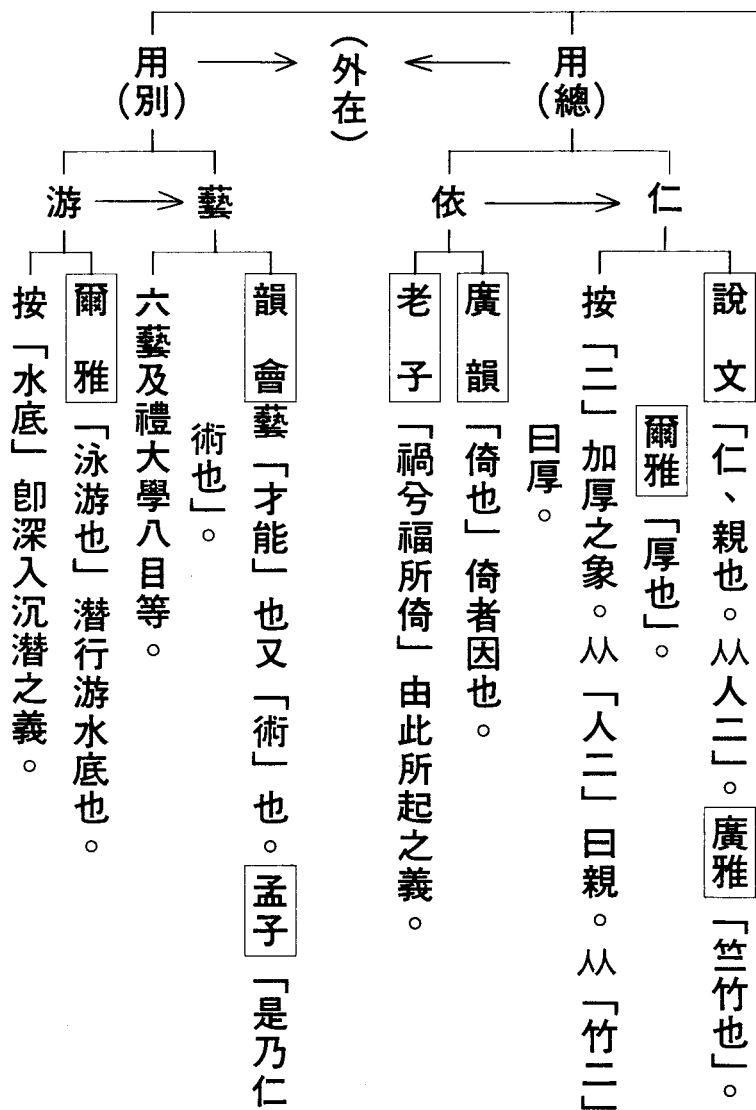 用(總)
(外在)
用(別)
仁
依
藝
游
說文「仁、親也。从人二」。廣雅「竺竹也」。
爾雅「厚也」。
按「二」加厚之象。从「人二」曰親。从「竹二」
曰厚。
廣韻「倚也」倚者因也。
老子「禍兮福所倚」由此所起之義。
韻會藝「才能」也又「術」也。孟子「是乃仁
術也」。
六藝及禮大學八目等。
爾雅「泳游也」潛行游水底也。
按「水底」卽深入沉潛之義。